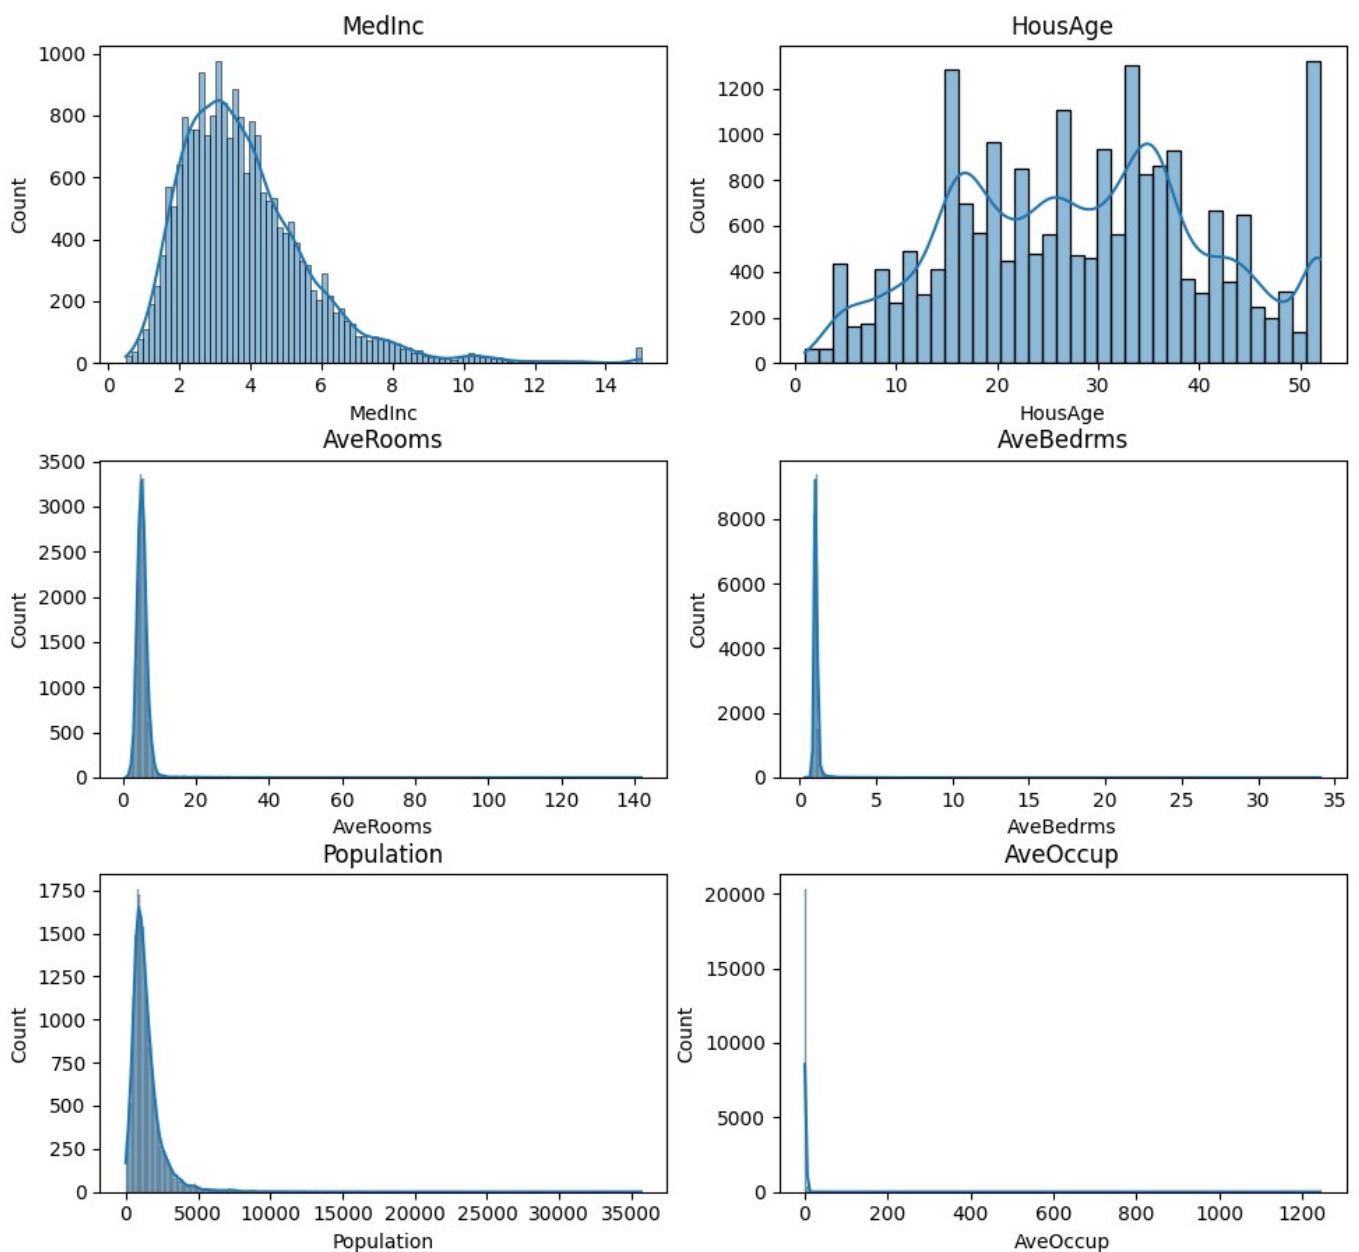 MedInc
1000
800
600
400
200
0
Count
0 2 4 6 8 10 12 14
MedInc
HousAge
1200
1000
800
600
400
200
0
Count
0 10 20 30 40 50
HousAge
AveRooms
3500
3000
2500
2000
1500
1000
500
0
Count
0 20 40 60 80 100 120 140
AveRooms
AveBedrms
8000
6000
4000
2000
0
Count
0 5 10 15 20 25 30 35
AveBedrms
Population
1750
1500
1250
1000
750
500
250
0
Count
0 5000 10000 15000 20000 25000 30000 35000
Population
AveOccup
20000
15000
10000
5000
0
Count
0 200 400 600 800 1000 1200
AveOccup